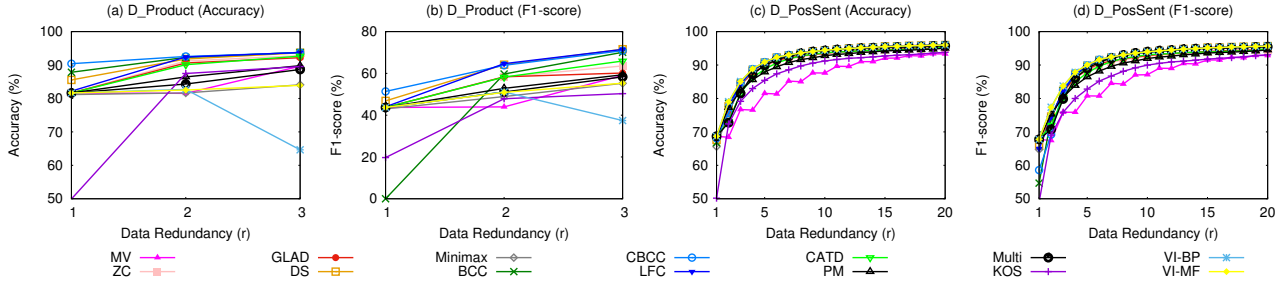 (a) D_Product (Accuracy)
100
90
80
70
60
50
1
2
3
Accuracy (%)
Data Redundancy (r)
(b) D_Product (F1-score)
80
60
40
20
0
1
2
3
F1-score (%)
Data Redundancy (r)
(c) D_PosSent (Accuracy)
100
90
80
70
60
50
1
5
10
15
20
Accuracy (%)
Data Redundancy (r)
(d) D_PosSent (F1-score)
100
90
80
70
60
50
1
5
10
15
20
F1-score (%)
Data Redundancy (r)
MV GLAD Minimax CBCC CATD Multi VI-BP
ZC DS BCC LFC PM KOS VI-MF